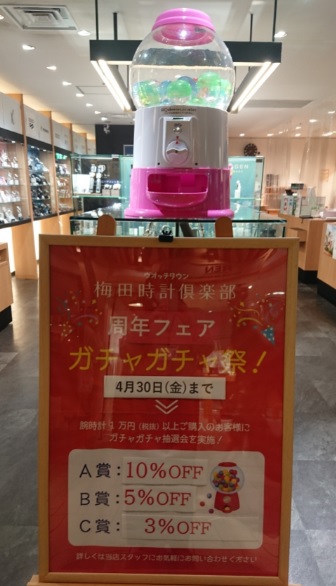 ウオッチタウン
梅田時計倶楽部
周年フェア
ガチャガチャ祭!
4月30日(金)まで
腕時計1万円(税抜)以上ご購入のお客様に
ガチャガチャ抽選会を実施!
A賞:10%OFF
B賞:5%OFF
C賞: 3%OFF
詳しくは当店スタッフにお気軽にお問い合わせ下さい